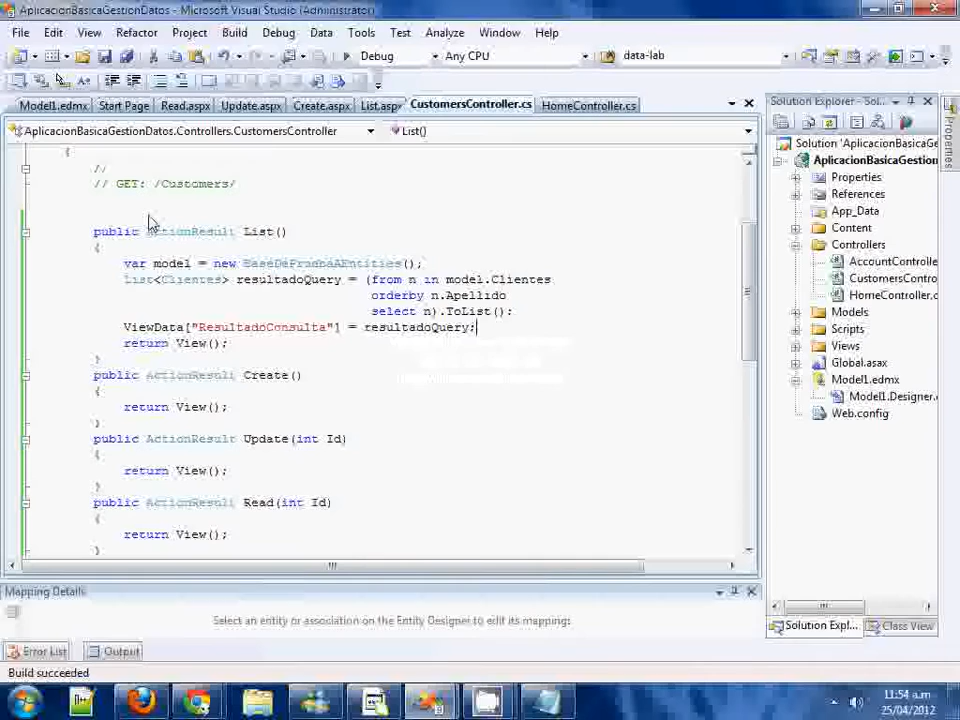 AplicacionBasicaGestionDatos - Microsoft Visual Studio (Administrator)
File Edit View Refactor Project Build Debug Data Tools Test Analyze Window Help
Debug Any CPU data-lab
Model1.edmx Start Page Read.aspx Update.aspx Create.aspx List.aspx CustomersController.cs HomeController.cs
AplicacionBasicaGestionDatos.Controllers.CustomersController List()
{
//
// GET: /Customers/
public ActionResult List()
{
var model = new BaseDePruebaAEntities();
List<Clientes> resultadoQuery = (from n in model.Clientes
orderby n.Apellido
select n).ToList();
ViewData["ResultadoConsulta"] = resultadoQuery;
return View();
}
public ActionResult Create()
{
return View();
}
public ActionResult Update(int Id)
{
return View();
}
public ActionResult Read(int Id)
{
return View();
}
Solution Explorer - Sol...
Solution 'AplicacionBasicaGe
AplicacionBasicaGestion
Properties
References
App_Data
Content
Controllers
AccountControlle
CustomersContro
HomeController.c
Models
Scripts
Views
Global.asax
Model1.edmx
Model1.Designer.c
Web.config
Solution Expl... Class View
Properties
Mapping Details
Select an entity or association on the Entity Designer to edit its mappings
Error List Output
Build succeeded
11:54 a.m.
25/04/2012